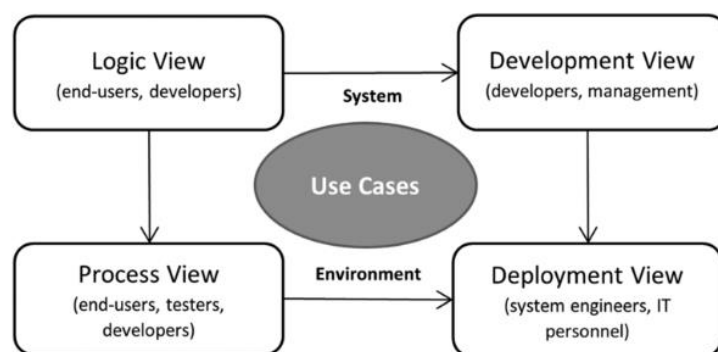 Logic View
(end-users, developers)
System
Development View
(developers, management)
Use Cases
Process View
(end-users, testers,
developers)
Environment
Deployment View
(system engineers, IT
personnel)